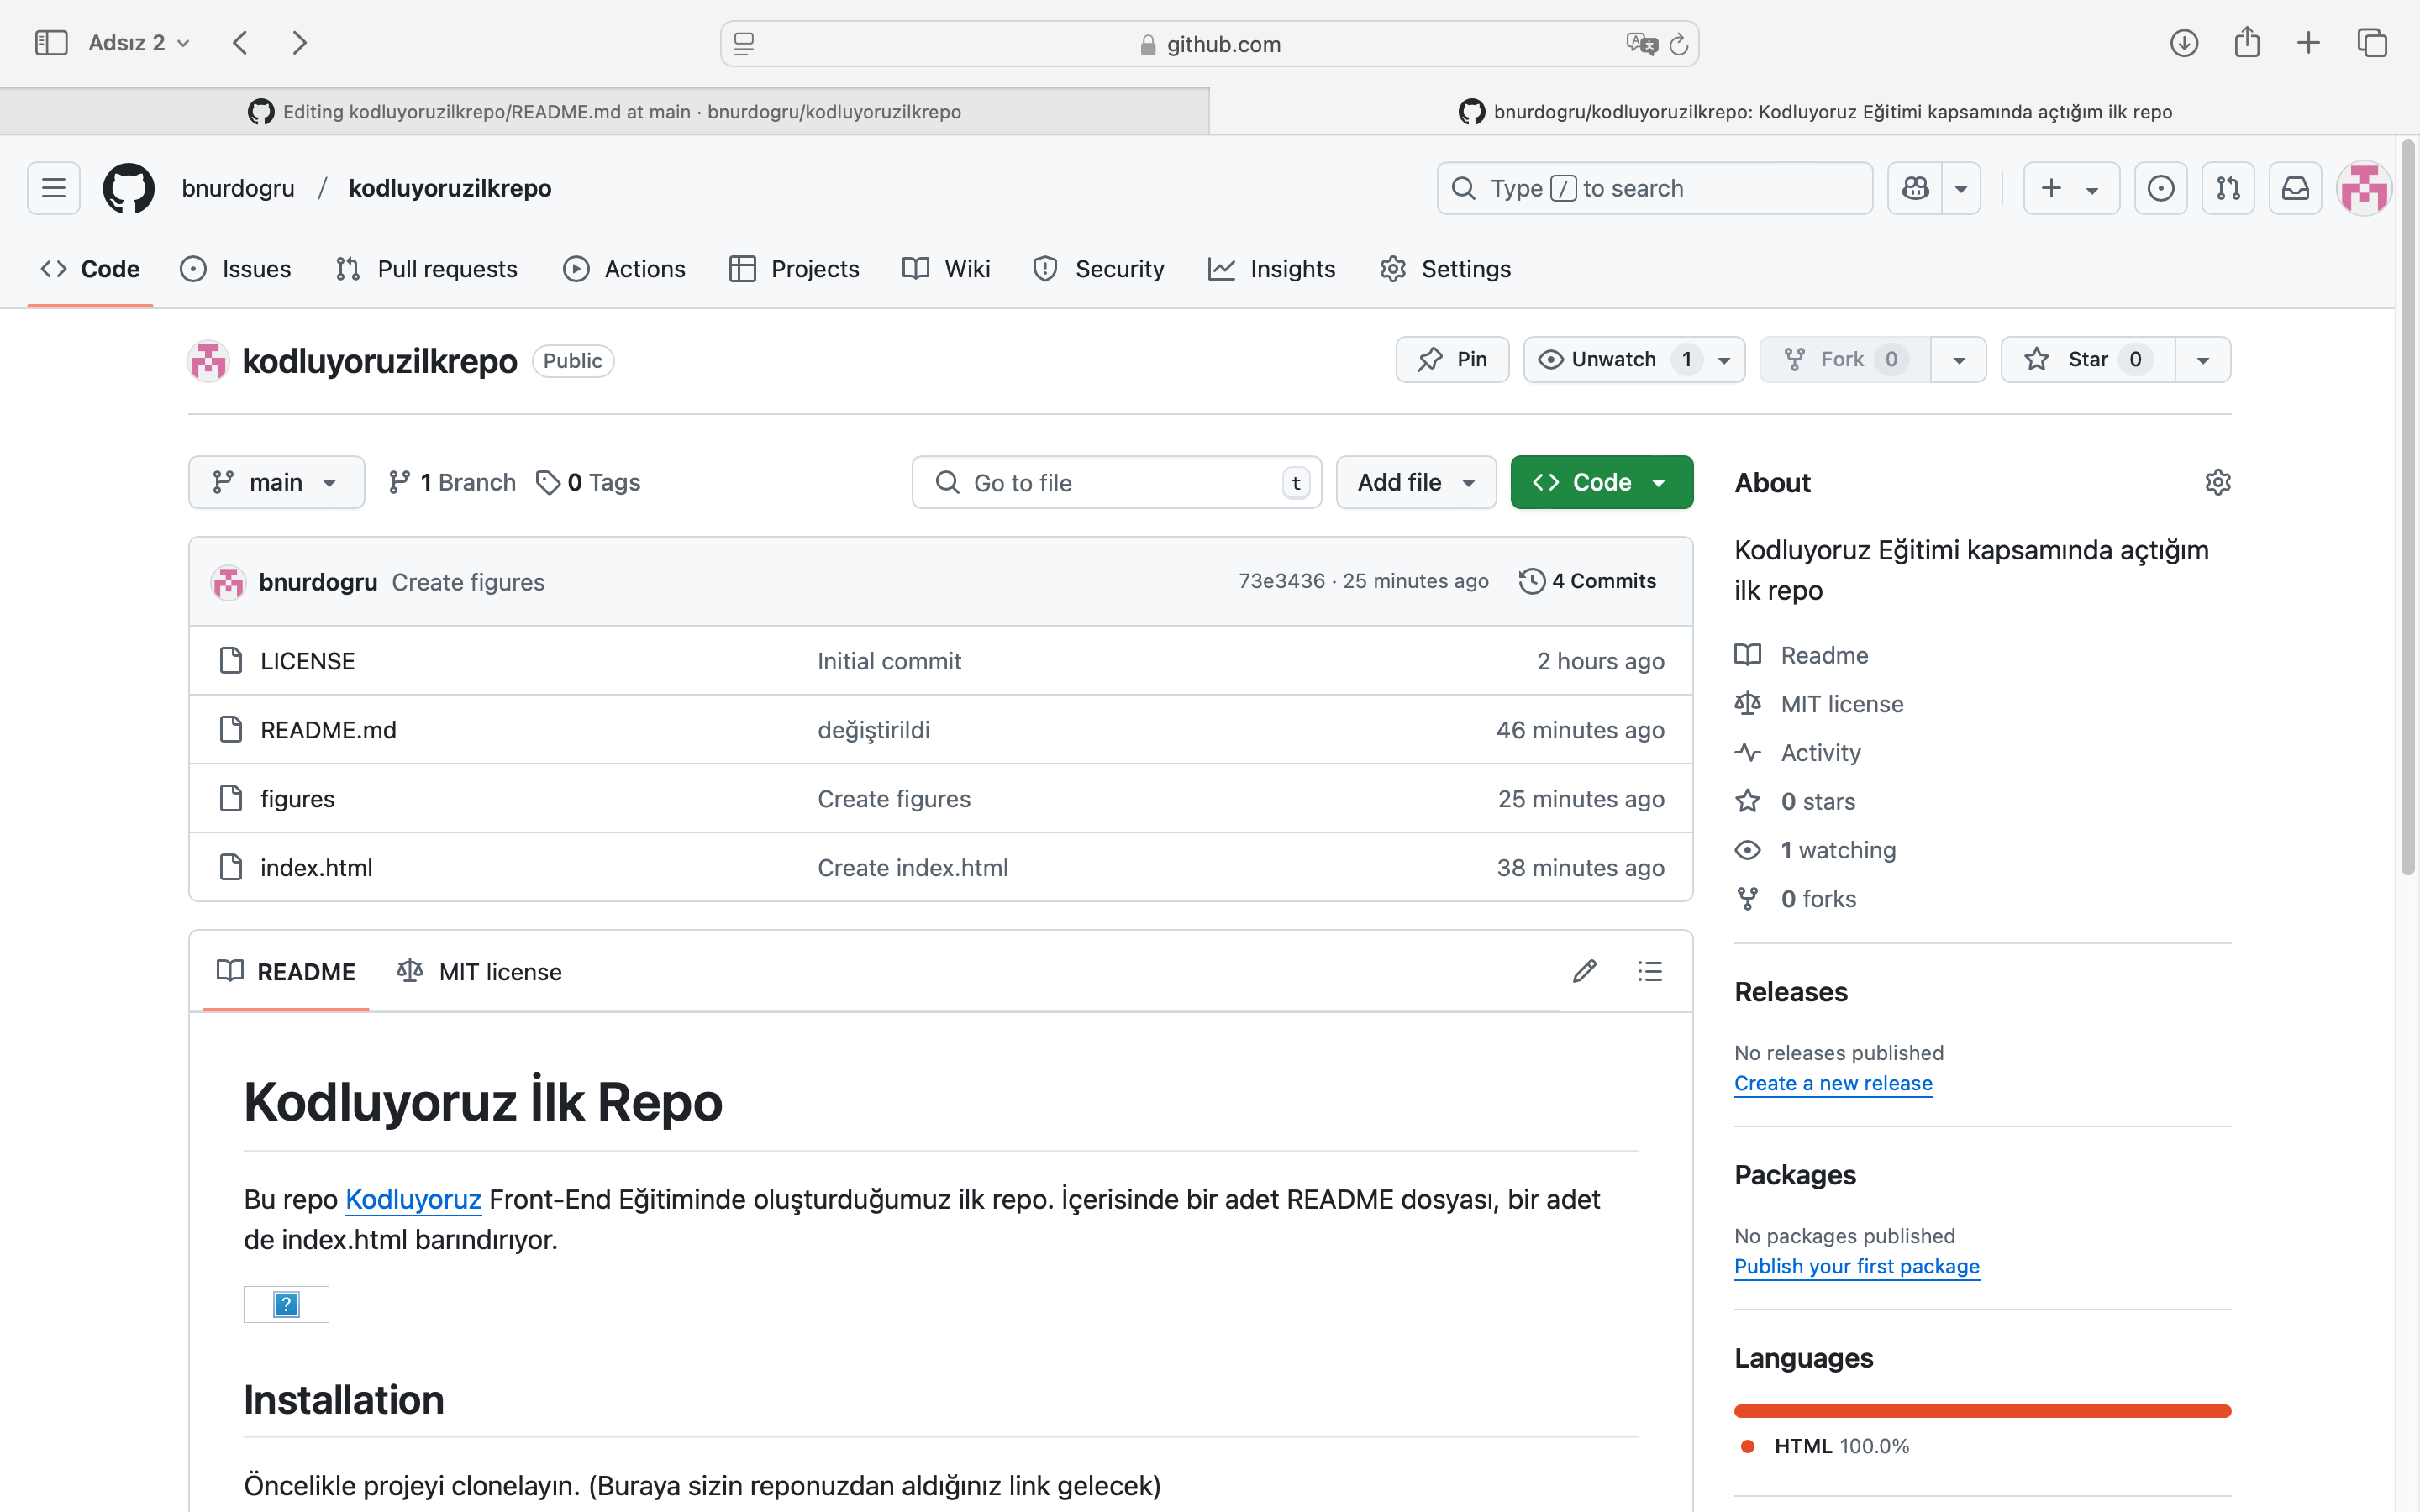 Adsız 2
github.com
Editing kodluyoruzilkrepo/README.md at main · bnurdogru/kodluyoruzilkrepo
bnurdogru/kodluyoruzilkrepo: Kodluyoruz Eğitimi kapsamında açtığım ilk repo
bnurdogru / kodluyoruzilkrepo
Type / to search
Code Issues Pull requests Actions Projects Wiki Security Insights Settings
kodluyoruzilkrepo Public
Pin Unwatch 1 Fork 0 Star 0
main 1 Branch 0 Tags
Go to file t Add file Code
bnurdogru Create figures 73e3436 · 25 minutes ago 4 Commits
LICENSE Initial commit 2 hours ago
README.md değiştirildi 46 minutes ago
figures Create figures 25 minutes ago
index.html Create index.html 38 minutes ago
README MIT license
Kodluyoruz İlk Repo
Bu repo Kodluyoruz Front-End Eğitiminde oluşturduğumuz ilk repo. İçerisinde bir adet README dosyası, bir adet
de index.html barındırıyor.
?
Installation
Öncelikle projeyi clonelayın. (Buraya sizin reponuzdan aldığınız link gelecek)
About
Kodluyoruz Eğitimi kapsamında açtığım
ilk repo
Readme
MIT license
Activity
0 stars
1 watching
0 forks
Releases
No releases published
Create a new release
Packages
No packages published
Publish your first package
Languages
HTML 100.0%